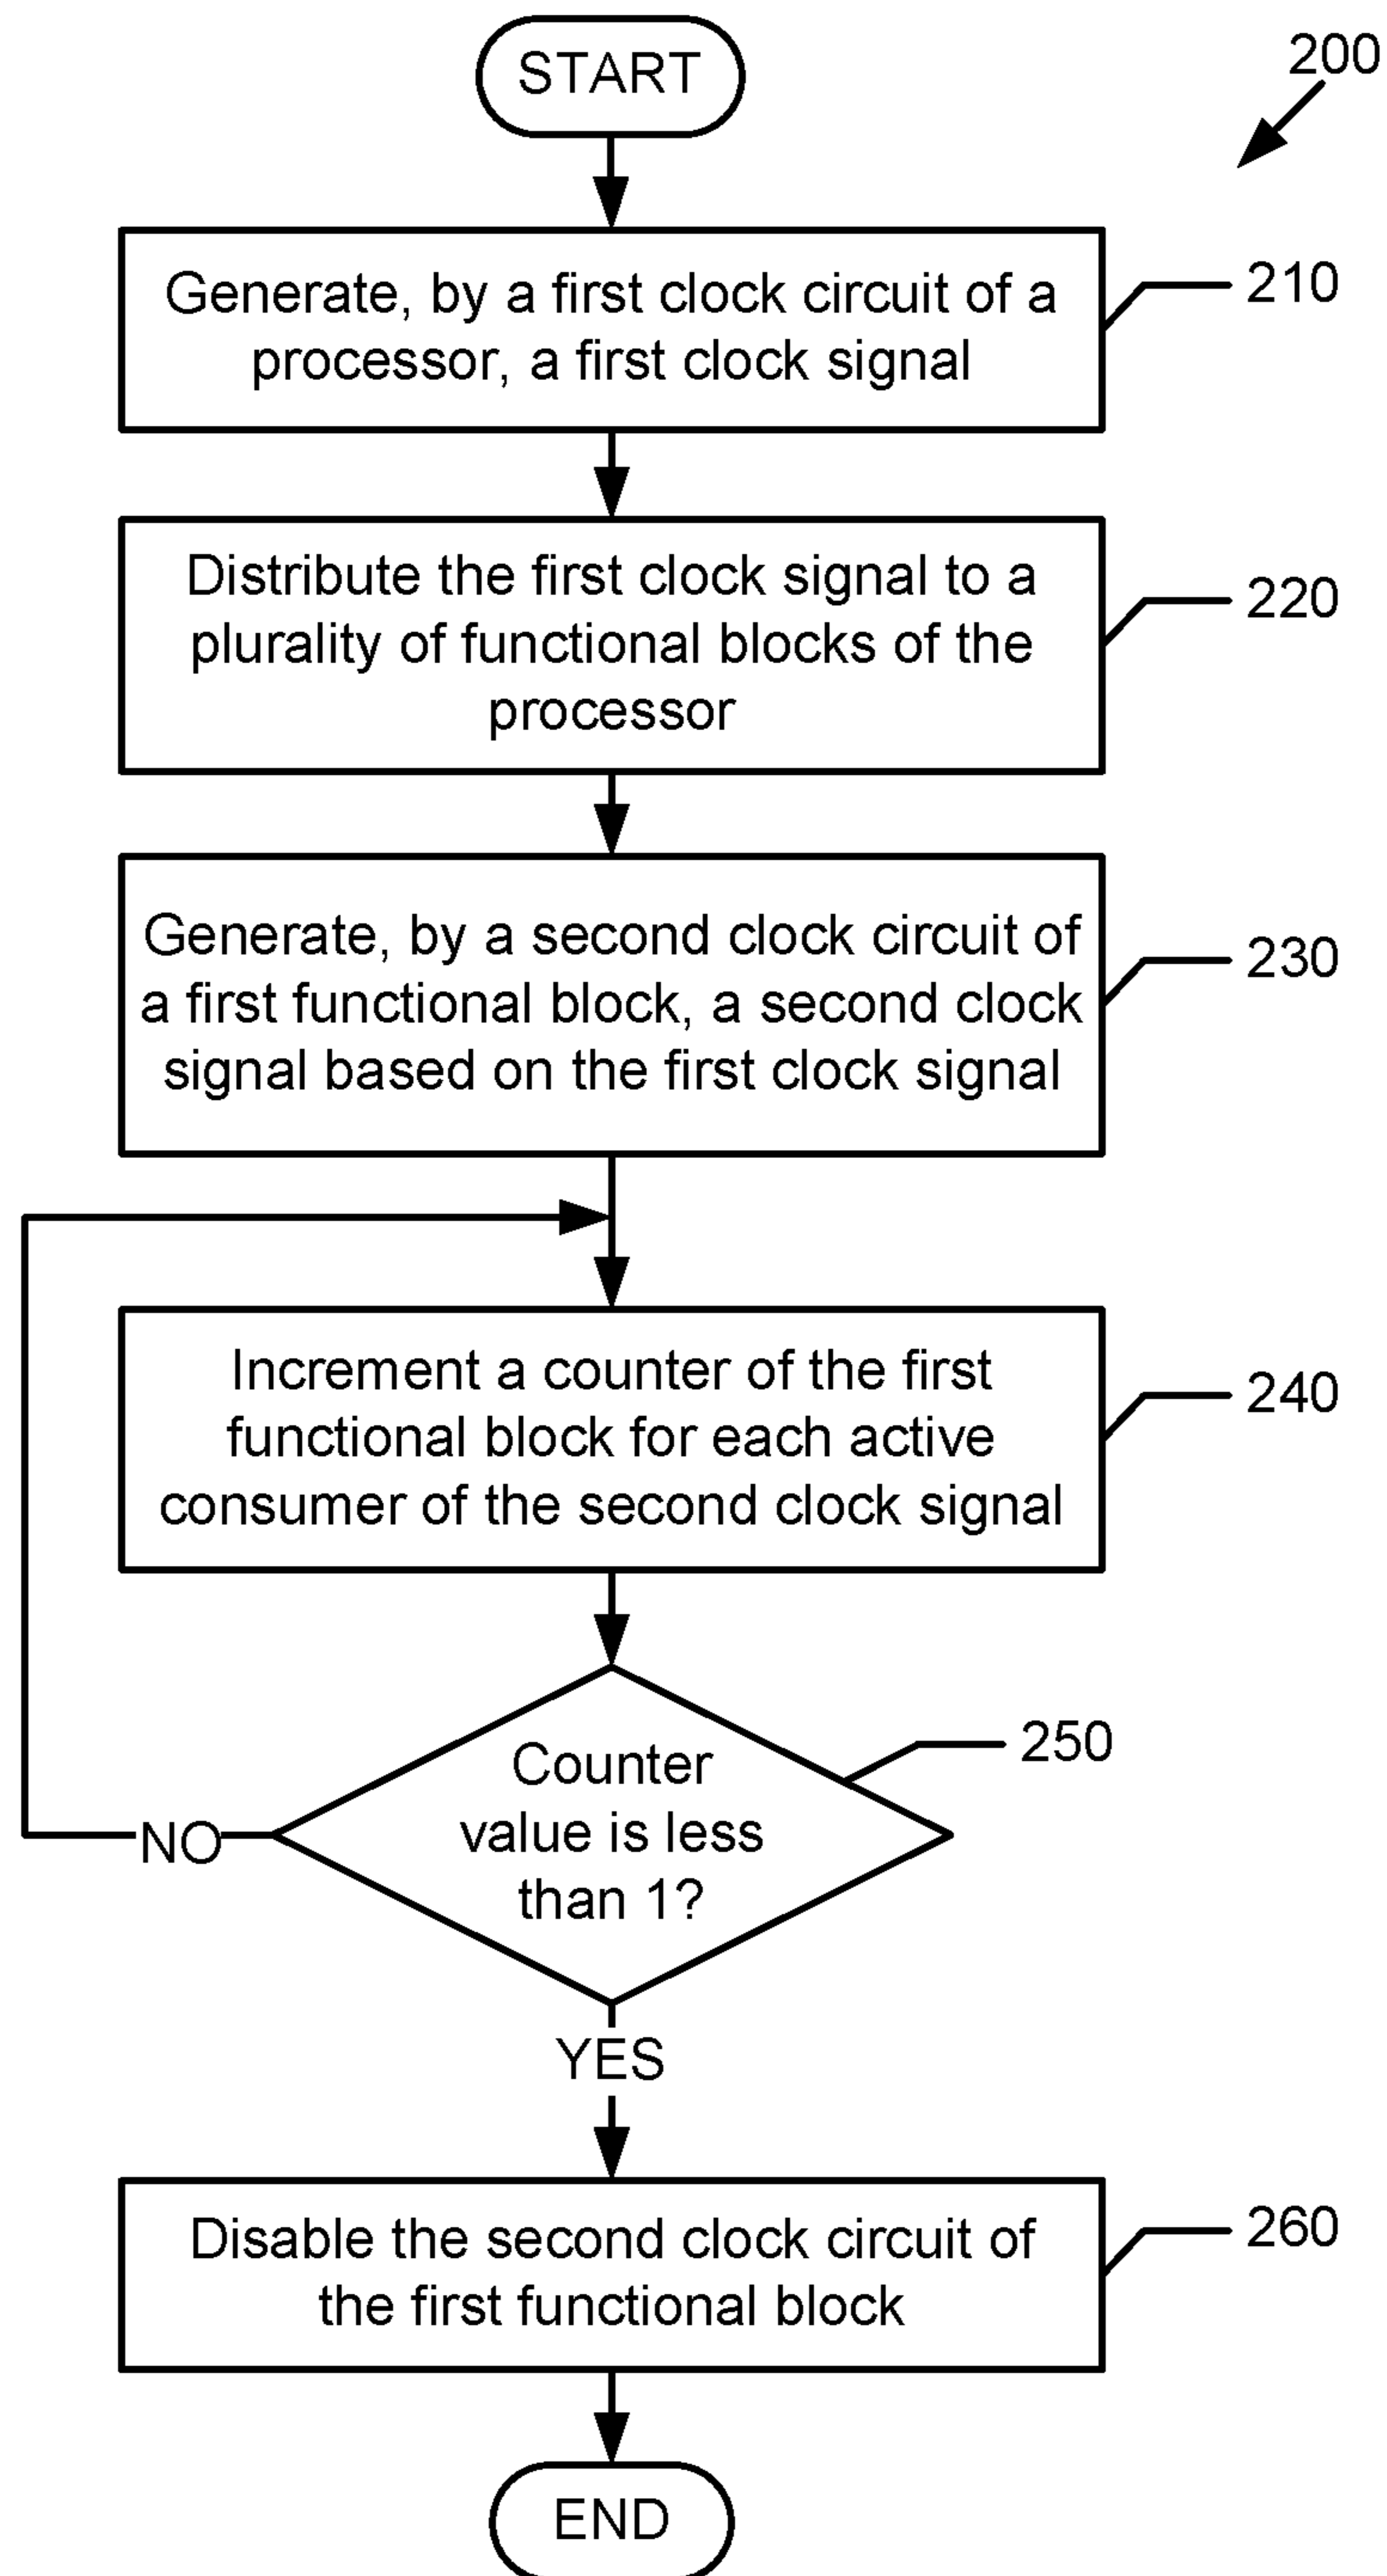 START
200
Generate, by a first clock circuit of a
processor, a first clock signal
210
Distribute the first clock signal to a
plurality of functional blocks of the
processor
220
Generate, by a second clock circuit of
a first functional block, a second clock
signal based on the first clock signal
230
Increment a counter of the first
functional block for each active
consumer of the second clock signal
240
Counter
value is less
than 1?
250
NO
YES
Disable the second clock circuit of
the first functional block
260
END